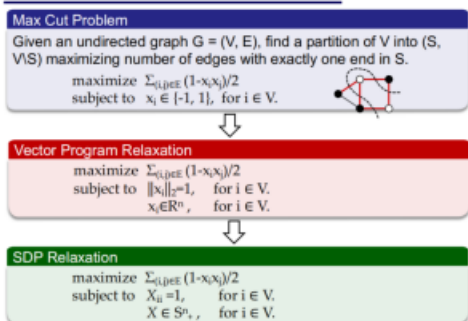 Max Cut Problem
Given an undirected graph G = (V, E), find a partition of V into (S,
V\S) maximizing number of edges with exactly one end in S.
maximize Σ₍ᵢ,ⱼ₎∈E (1-xᵢxⱼ)/2
subject to xᵢ ∈ {-1, 1}, for i ∈ V.
Vector Program Relaxation
maximize Σ₍ᵢ,ⱼ₎∈E (1-xᵢxⱼ)/2
subject to ||xᵢ||₂=1, for i ∈ V.
xᵢ∈Rⁿ, for i ∈ V.
SDP Relaxation
maximize Σ₍ᵢ,ⱼ₎∈E (1-xᵢxⱼ)/2
subject to Xᵢᵢ =1, for i ∈ V.
X ∈ Sⁿ₊, for i ∈ V.